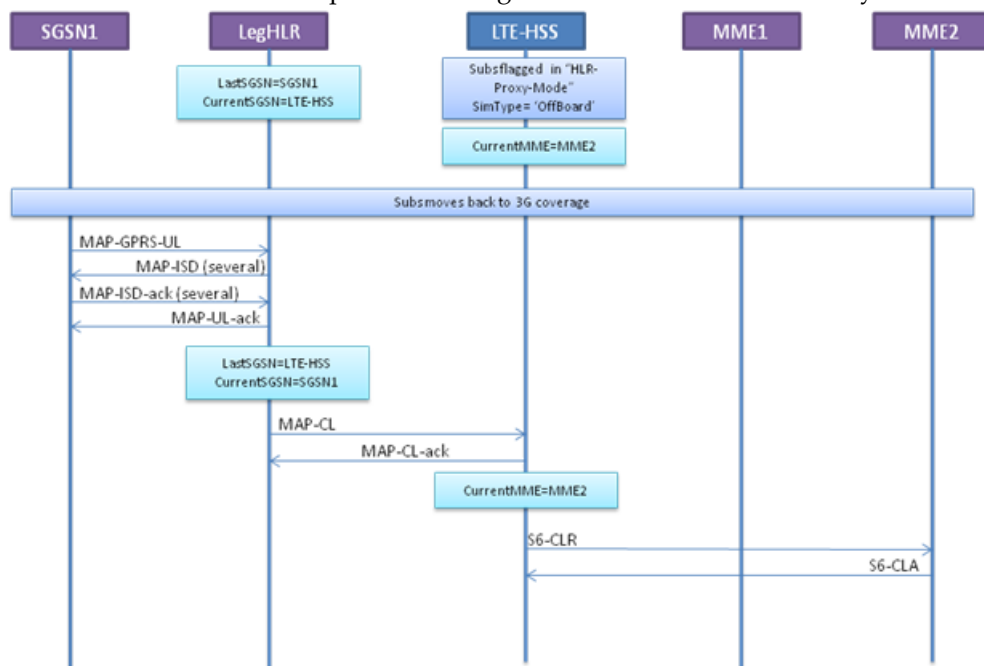 SGSN1 LegHLR LTE-HSS MME1 MME2
LastSGSN=SGSN1
CurrentSGSN=LTE-HSS
Subsflagged in "HLR-
Proxy-Mode"
SimType= 'OffBoard'
CurrentMME=MME2
Subsmoves back to 3G coverage
MAP-GPRS-UL
MAP-ISD (several)
MAP-ISD-ack (several)
MAP-UL-ack
LastSGSN=LTE-HSS
CurrentSGSN=SGSN1
MAP-CL
MAP-CL-ack
CurrentMME=MME2
S6-CLR
S6-CLA